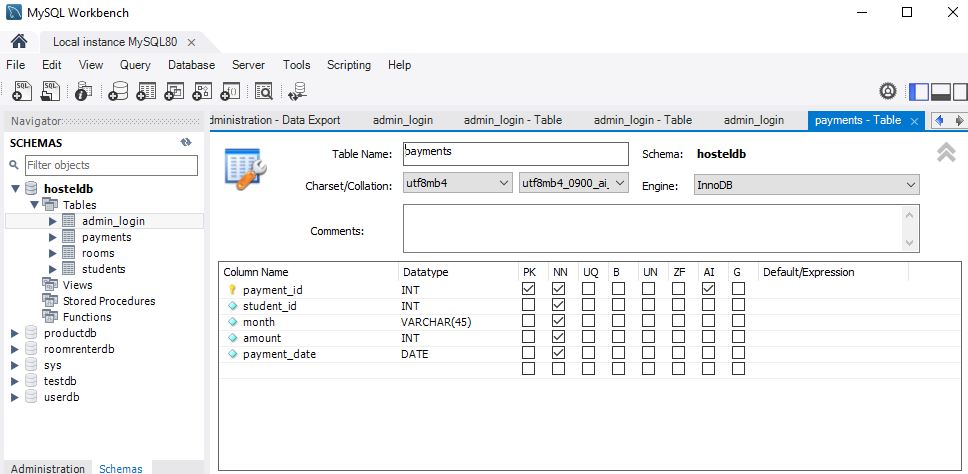 MySQL Workbench
Local instance MySQL80
File Edit View Query Database Server Tools Scripting Help
Navigator
SCHEMAS
Filter objects
hosteldb
Tables
admin_login
payments
rooms
students
Views
Stored Procedures
Functions
productdb
roomrenterdb
sys
testdb
userdb
Administration Schemas
dministration - Data Export admin_login admin_login - Table admin_login - Table admin_login payments - Table
Table Name: payments Schema: hosteldb
Charset/Collation: utf8mb4 utf8mb4_0900_ai_ Engine: InnoDB
Comments:
Column Name Datatype PK NN UQ B UN ZF AI G Default/Expression
payment_id INT
student_id INT
month VARCHAR(45)
amount INT
payment_date DATE